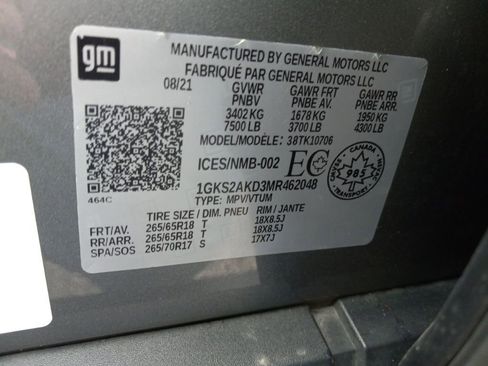 gm
MANUFACTURED BY GENERAL MOTORS LLC
FABRIQUÉ PAR GENERAL MOTORS LLC
08/21 GVWR GAWR FRT GAWR RR
PNBV PNBE AV. PNBE ARR.
3402 KG 1678 KG 1950 KG
7500 LB 3700 LB 4300 LB
MODEL/MODÈLE: 38TK10706
ICES/NMB-002 EC 985
1GKS2AKD3MR462048
464C TYPE: MPV/VTUM
TIRE SIZE / DIM. PNEU RIM / JANTE
FRT/AV. 265/65R18 T 18X8.5J
RR/ARR. 265/65R18 T 18X8.5J
SPA/SOS 265/70R17 S 17X7J